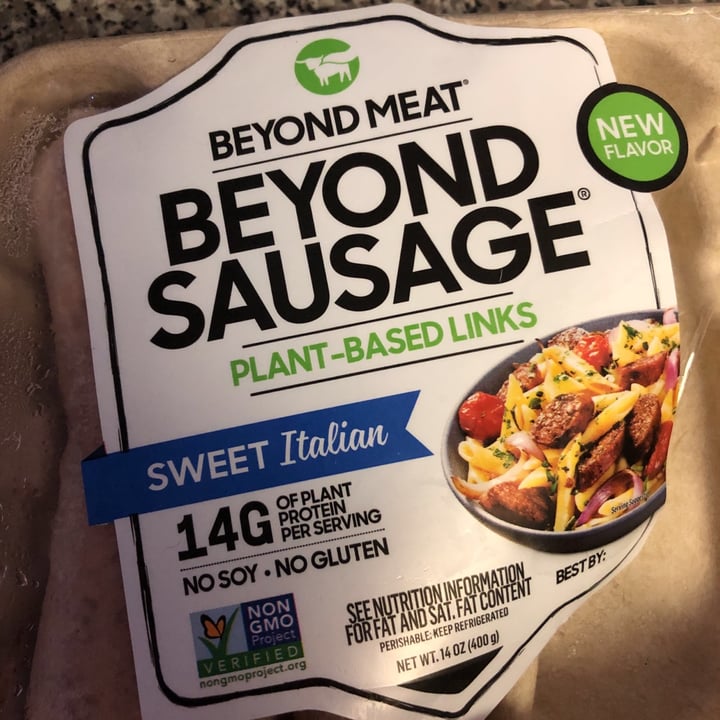 BEYOND MEAT®
BEYOND
SAUSAGE®
NEW
FLAVOR
PLANT-BASED LINKS
SWEET Italian
14G
OF PLANT
PROTEIN
PER SERVING
NO SOY • NO GLUTEN
NON
GMO
Project
VERIFIED
nongmoproject.org
SEE NUTRITION INFORMATION
FOR FAT AND SAT. FAT CONTENT
PERISHABLE: KEEP REFRIGERATED
NET WT. 14 OZ (400 g)
Serving
BEST BY: